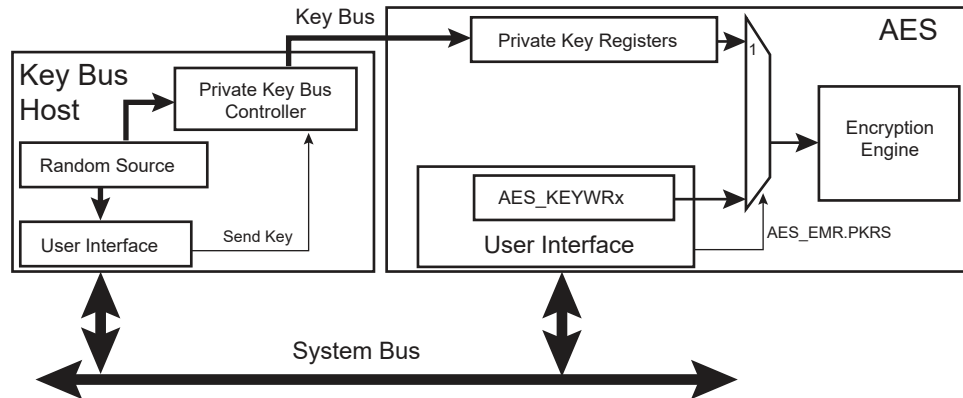 Key Bus
AES
Private Key Registers
1
Key Bus
Host
Private Key Bus
Controller
Encryption
Engine
Random Source
AES_KEYWRx
User Interface
Send Key
User Interface
AES_EMR.PKRS
System Bus